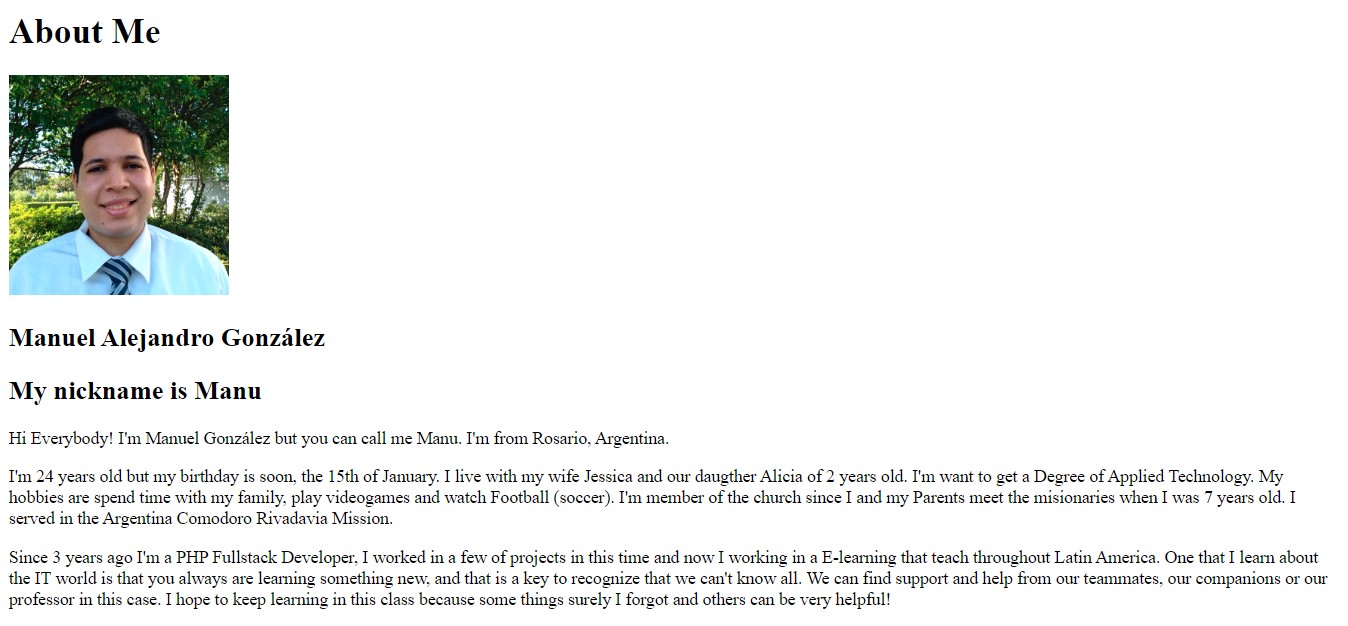 About Me
Manuel Alejandro González
My nickname is Manu
Hi Everybody! I'm Manuel González but you can call me Manu. I'm from Rosario, Argentina.
I'm 24 years old but my birthday is soon, the 15th of January. I live with my wife Jessica and our daugther Alicia of 2 years old. I'm want to get a Degree of Applied Technology. My
hobbies are spend time with my family, play videogames and watch Football (soccer). I'm member of the church since I and my Parents meet the misionaries when I was 7 years old. I
served in the Argentina Comodoro Rivadavia Mission.
Since 3 years ago I'm a PHP Fullstack Developer, I worked in a few of projects in this time and now I working in a E-learning that teach throughout Latin America. One that I learn about
the IT world is that you always are learning something new, and that is a key to recognize that we can't know all. We can find support and help from our teammates, our companions or our
professor in this case. I hope to keep learning in this class because some things surely I forgot and others can be very helpful!